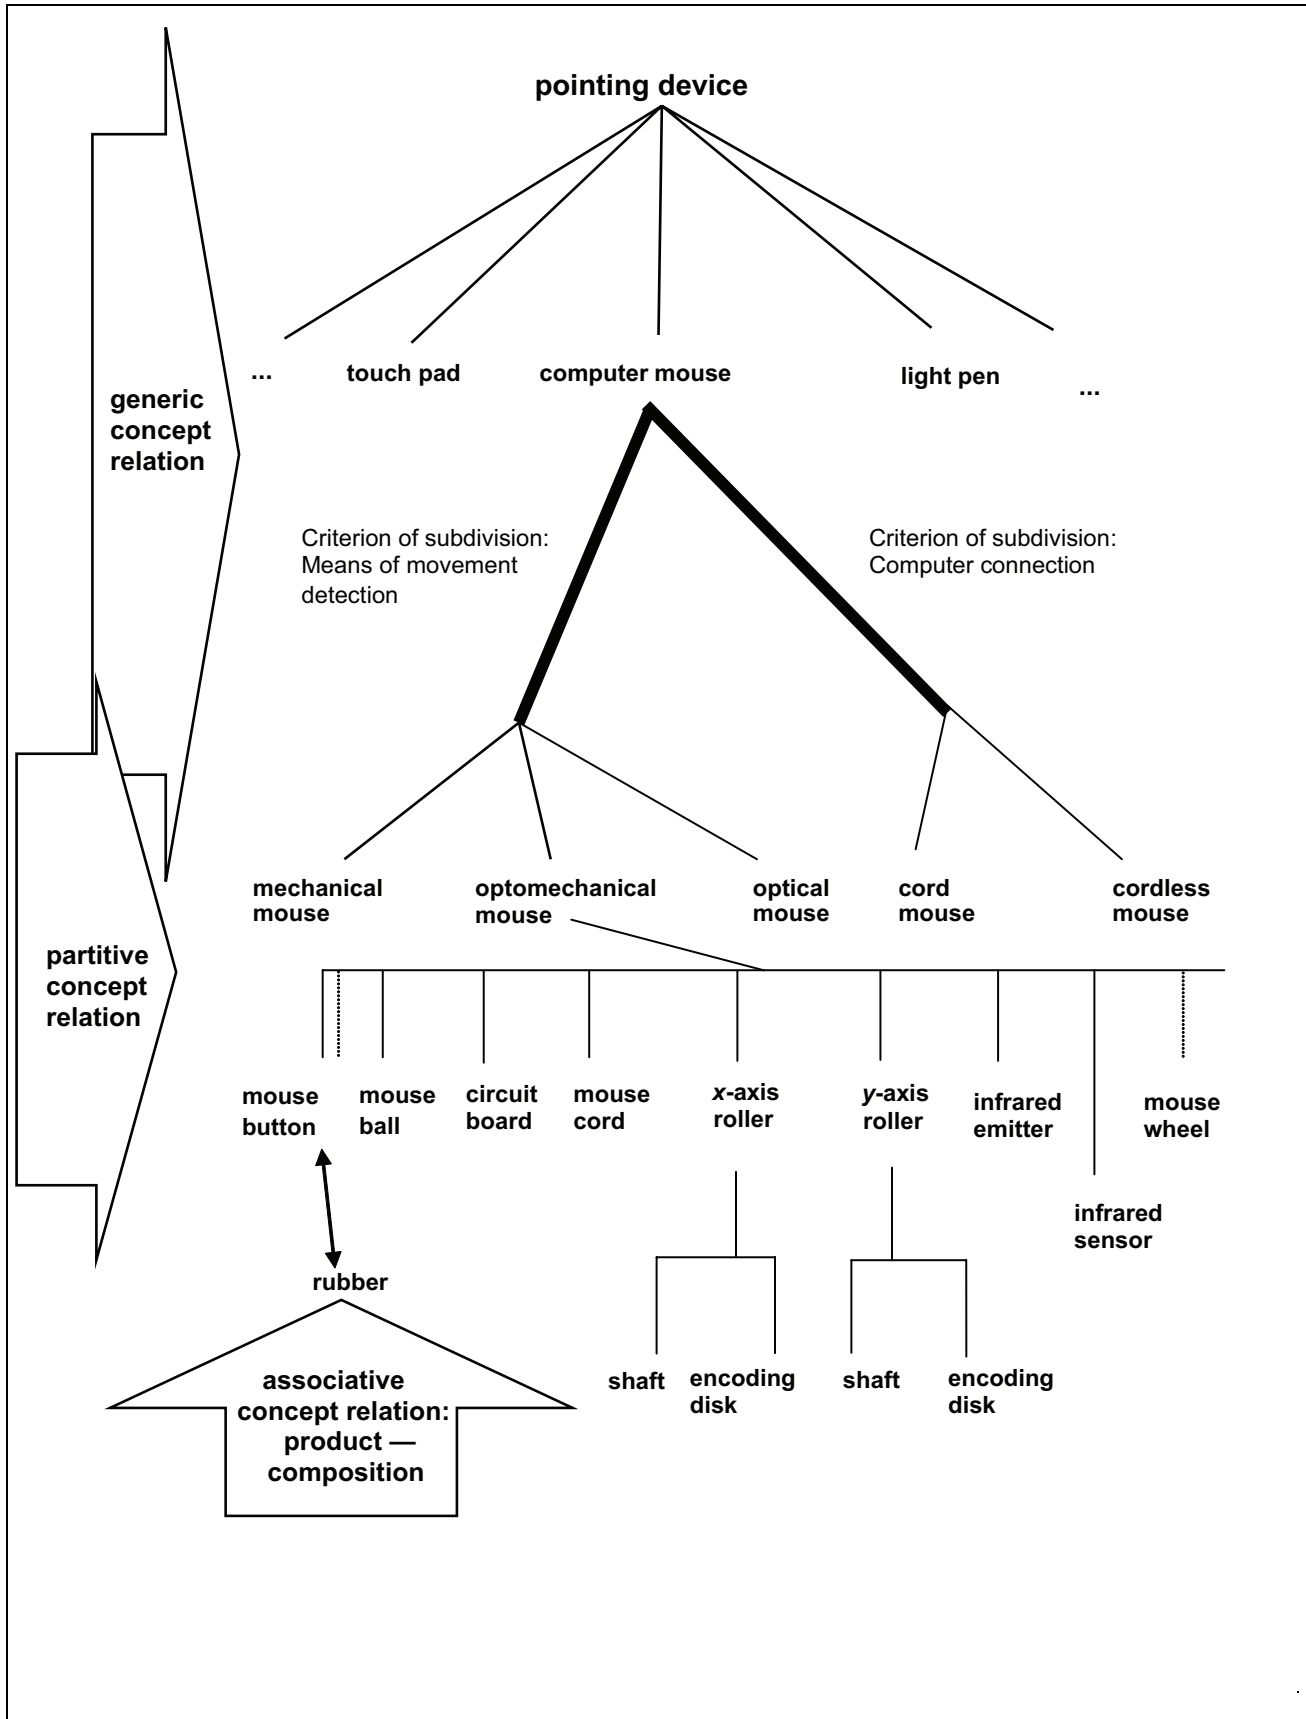 pointing device
...
touch pad
computer mouse
light pen
...
generic
concept
relation
Criterion of subdivision:
Means of movement
detection
Criterion of subdivision:
Computer connection
mechanical
mouse
optomechanical
mouse
optical
mouse
cord
mouse
cordless
mouse
partitive
concept
relation
mouse
button
mouse
ball
circuit
board
mouse
cord
x-axis
roller
y-axis
roller
infrared
emitter
mouse
wheel
infrared
sensor
rubber
shaft
encoding
disk
shaft
encoding
disk
associative
concept relation:
product —
composition